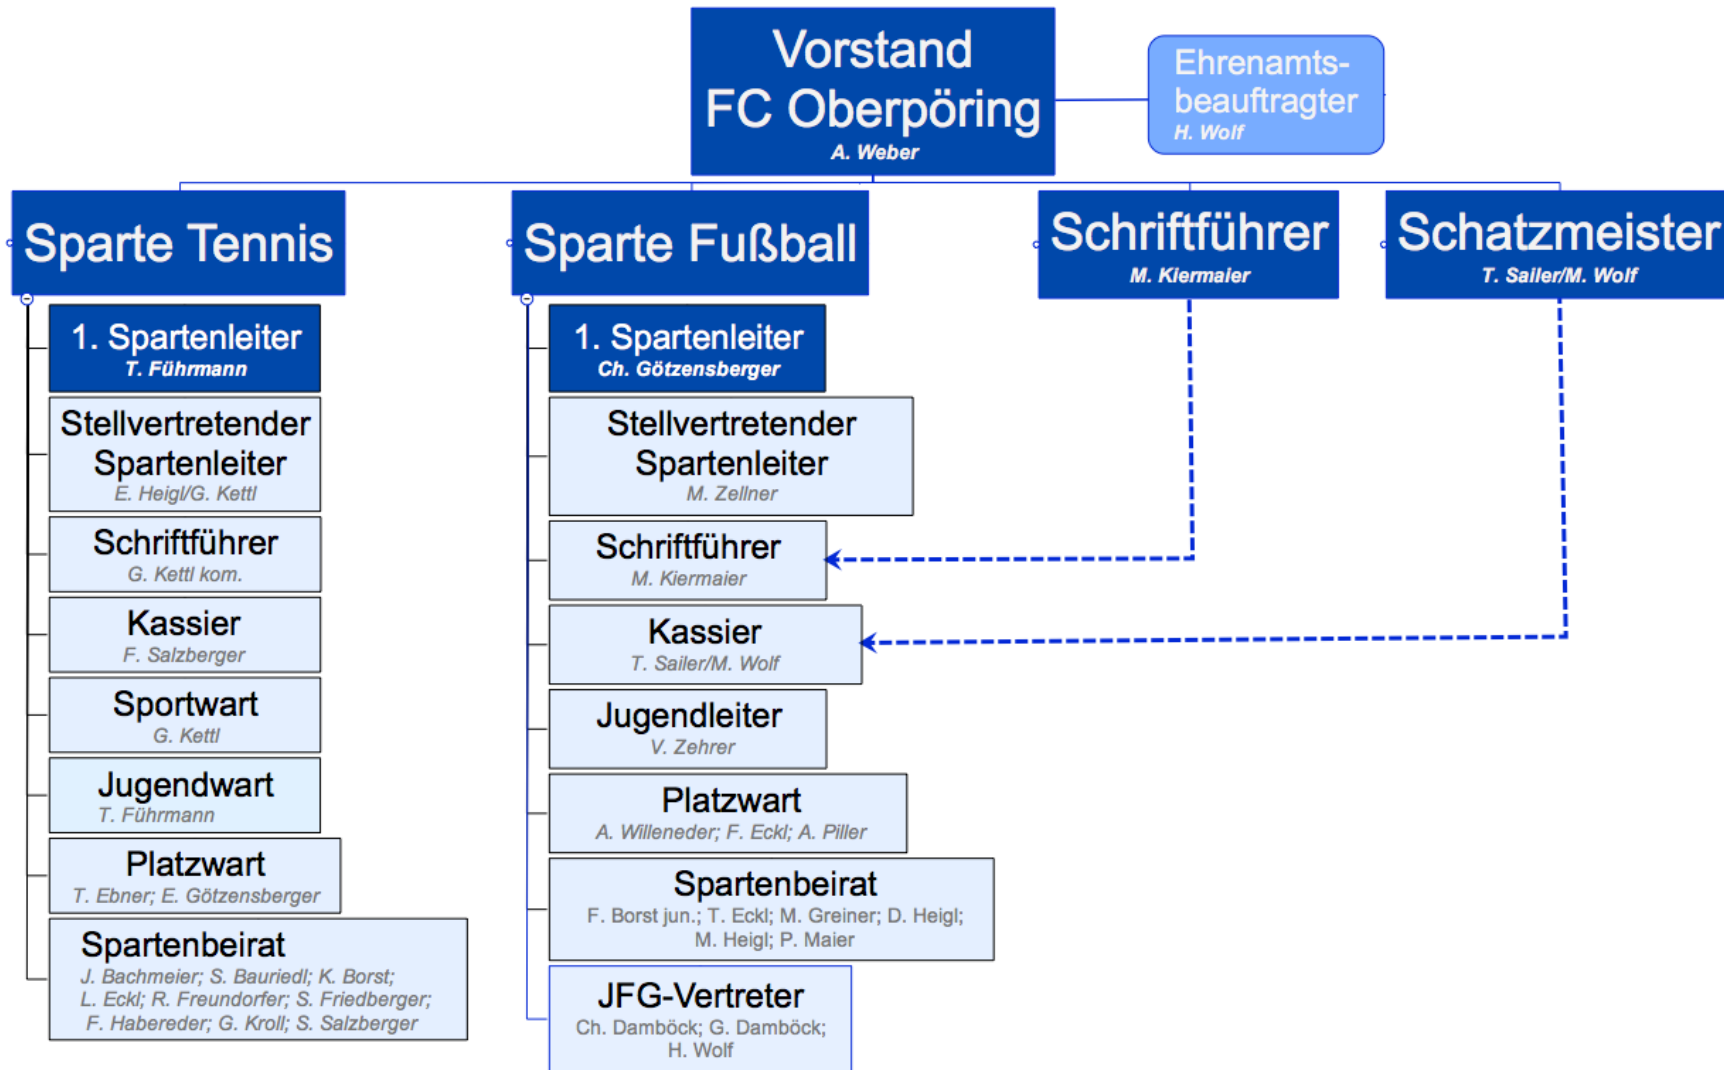 Vorstand
FC Oberpöring
A. Weber
Ehrenamts-
beauftragter
H. Wolf
Sparte Tennis
Sparte Fußball
Schriftführer
M. Kiermaier
Schatzmeister
T. Sailer/M. Wolf
1. Spartenleiter
T. Führmann
Stellvertretender
Spartenleiter
E. Heigl/G. Kettl
Schriftführer
G. Kettl kom.
Kassier
F. Salzberger
Sportwart
G. Kettl
Jugendwart
T. Führmann
Platzwart
T. Ebner; E. Götzensberger
Spartenbeirat
J. Bachmeier; S. Bauriedl; K. Borst;
L. Eckl; R. Freundorfer; S. Friedberger;
F. Habereder; G. Kroll; S. Salzberger
1. Spartenleiter
Ch. Götzensberger
Stellvertretender
Spartenleiter
M. Zellner
Schriftführer
M. Kiermaier
Kassier
T. Sailer/M. Wolf
Jugendleiter
V. Zehrer
Platzwart
A. Willeneder; F. Eckl; A. Piller
Spartenbeirat
F. Borst jun.; T. Eckl; M. Greiner; D. Heigl;
M. Heigl; P. Maier
JFG-Vertreter
Ch. Damböck; G. Damböck;
H. Wolf